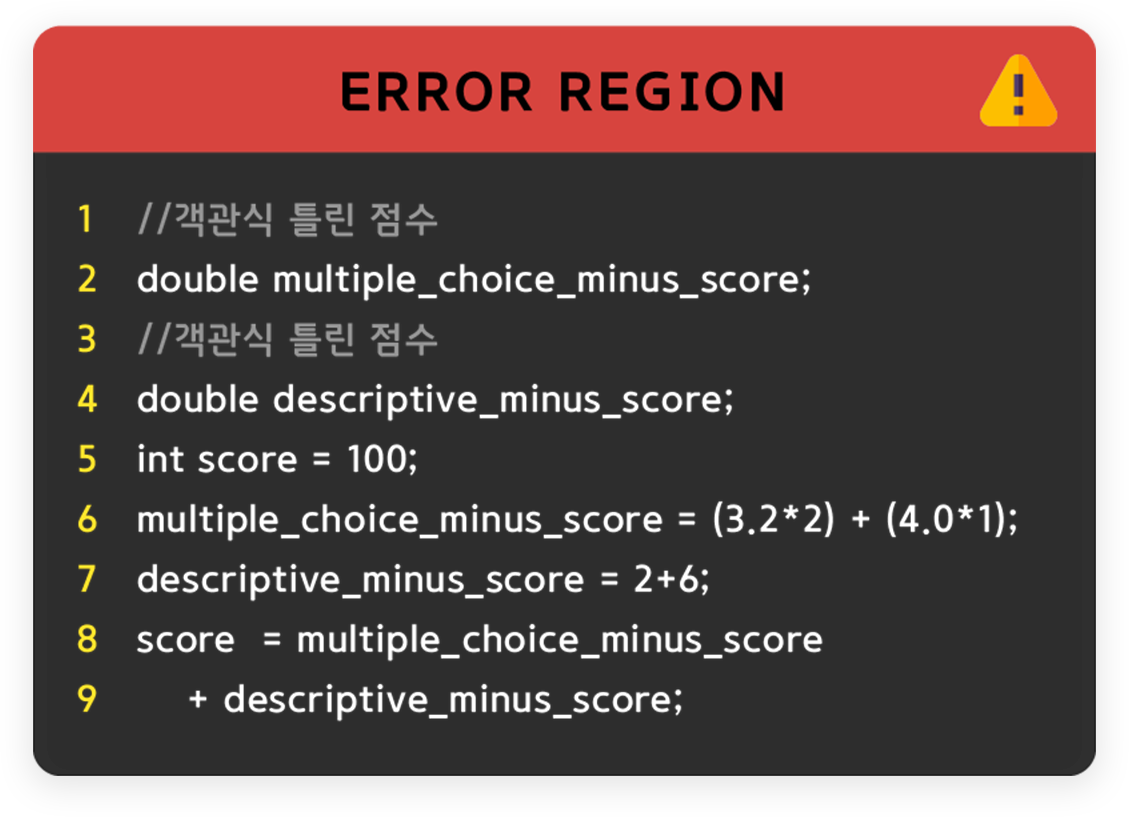 ERROR REGION
1 //객관식 틀린 점수
2 double multiple_choice_minus_score;
3 //객관식 틀린 점수
4 double descriptive_minus_score;
5 int score = 100;
6 multiple_choice_minus_score = (3.2*2) + (4.0*1);
7 descriptive_minus_score = 2+6;
8 score  = multiple_choice_minus_score
9 + descriptive_minus_score;